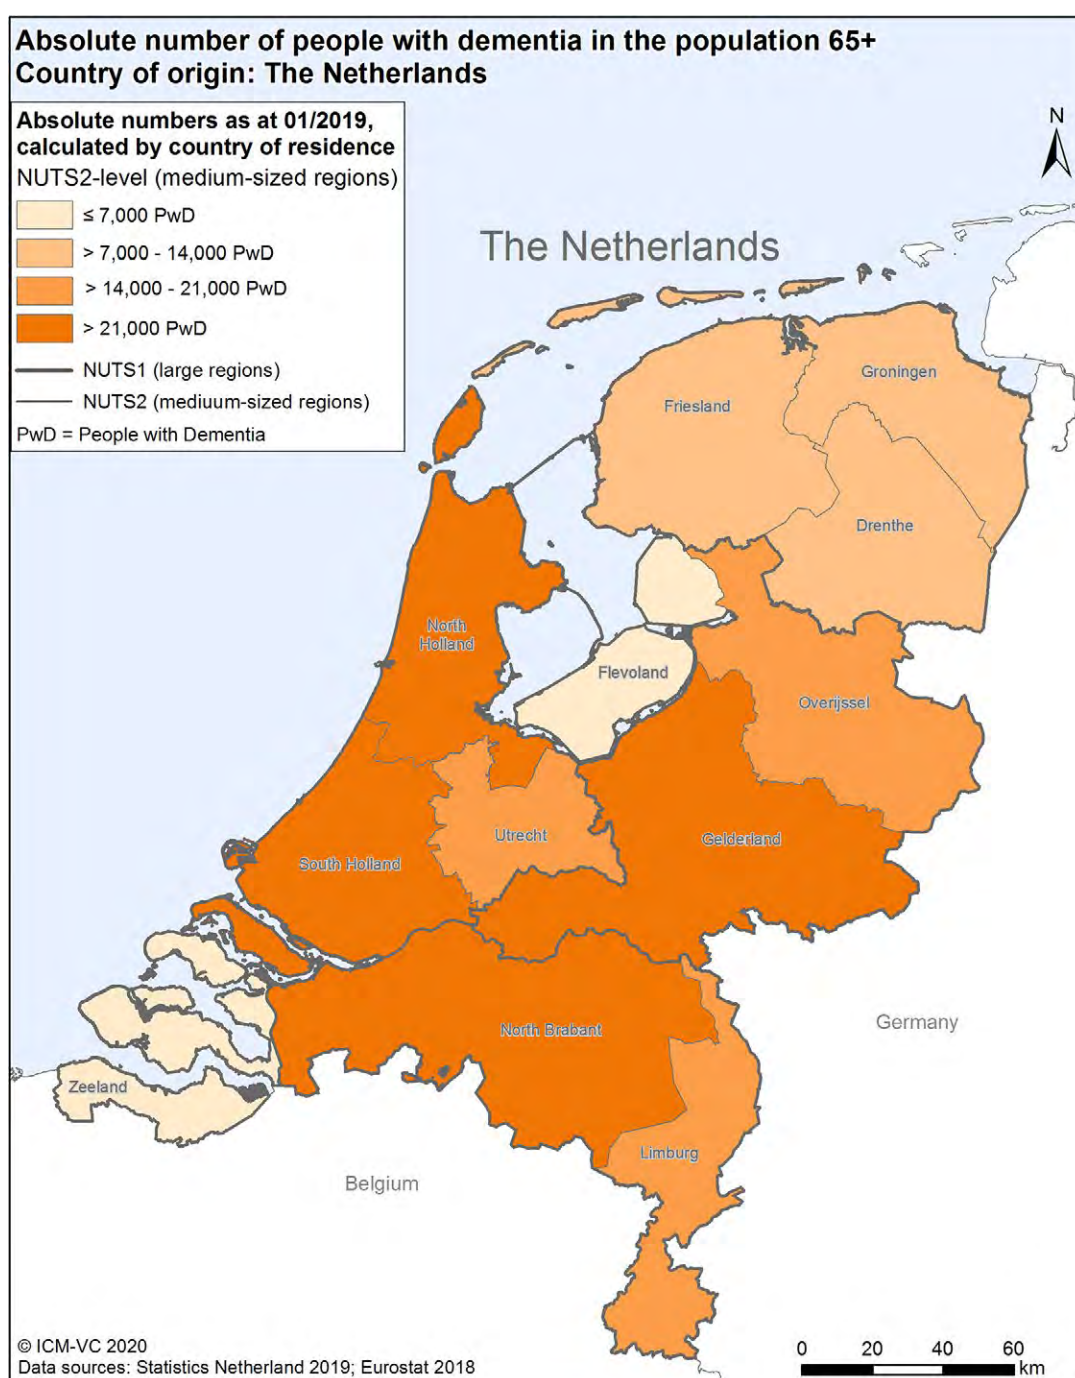 Absolute number of people with dementia in the population 65+
Country of origin: The Netherlands
Absolute numbers as at 01/2019,
calculated by country of residence
NUTS2-level (medium-sized regions)
≤ 7,000 PwD
> 7,000 - 14,000 PwD
> 14,000 - 21,000 PwD
> 21,000 PwD
NUTS1 (large regions)
NUTS2 (mediuum-sized regions)
PwD = People with Dementia
N
The Netherlands
Groningen
Friesland
Drenthe
North
Holland
Flevoland
Overijssel
Utrecht
Gelderland
South Holland
North Brabant
Germany
Zeeland
Limburg
Belgium
© ICM-VC 2020
Data sources: Statistics Netherland 2019; Eurostat 2018
0 20 40 60
km